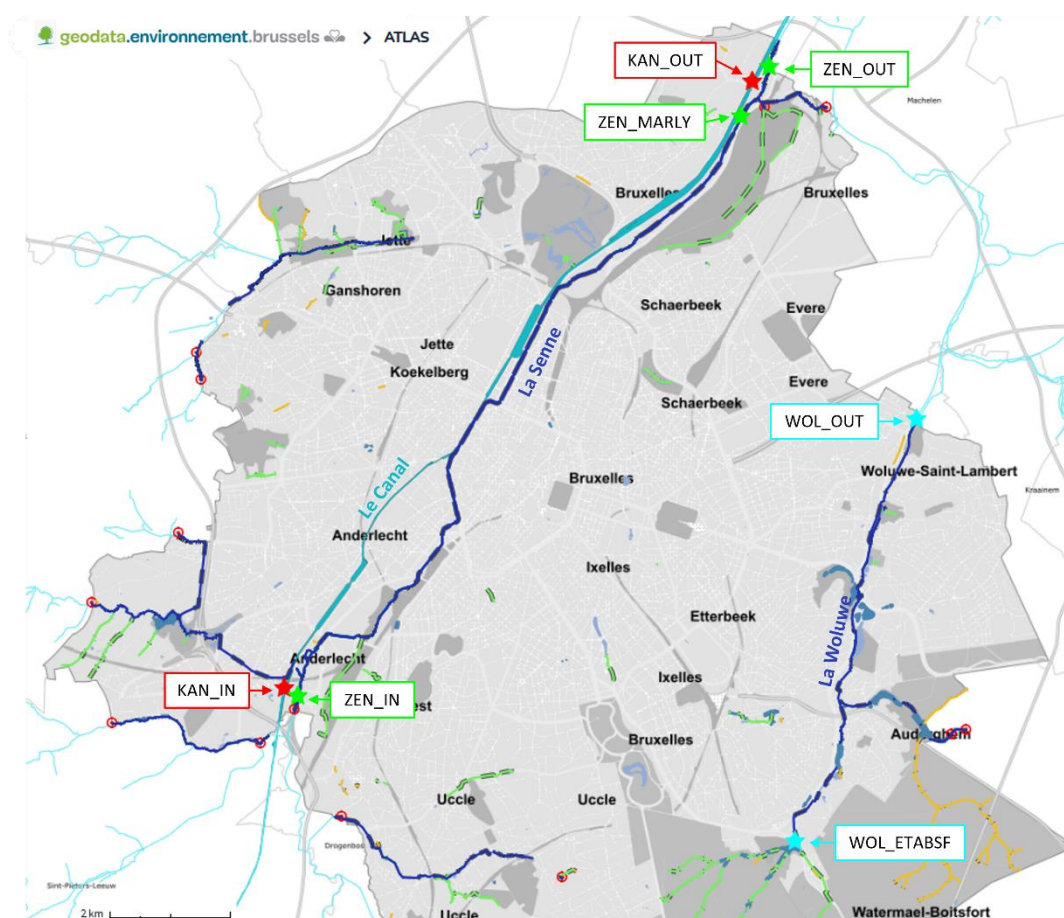 geodata.environnement.brussels > ATLAS
KAN_OUT
ZEN_OUT
Machelen
ZEN_MARLY
Bruxelles
Bruxelles
Jette
Ganshoren
Schaerbeek
Evere
Jette
Koekelberg
La Senne
Evere
Schaerbeek
WOL_OUT
Woluwe-Saint-Lambert
Kraainem
Bruxelles
Le Canal
Anderlecht
Ixelles
Etterbeek
La Woluwe
Anderlecht
KAN_IN
ZEN_IN
est
Ixelles
Bruxelles
Auderghem
Uccle
Uccle
Drogenbos
WOL_ETABSF
Sint-Pieters-Leeuw
2 km
Uccle
Watermael-Boitsfort